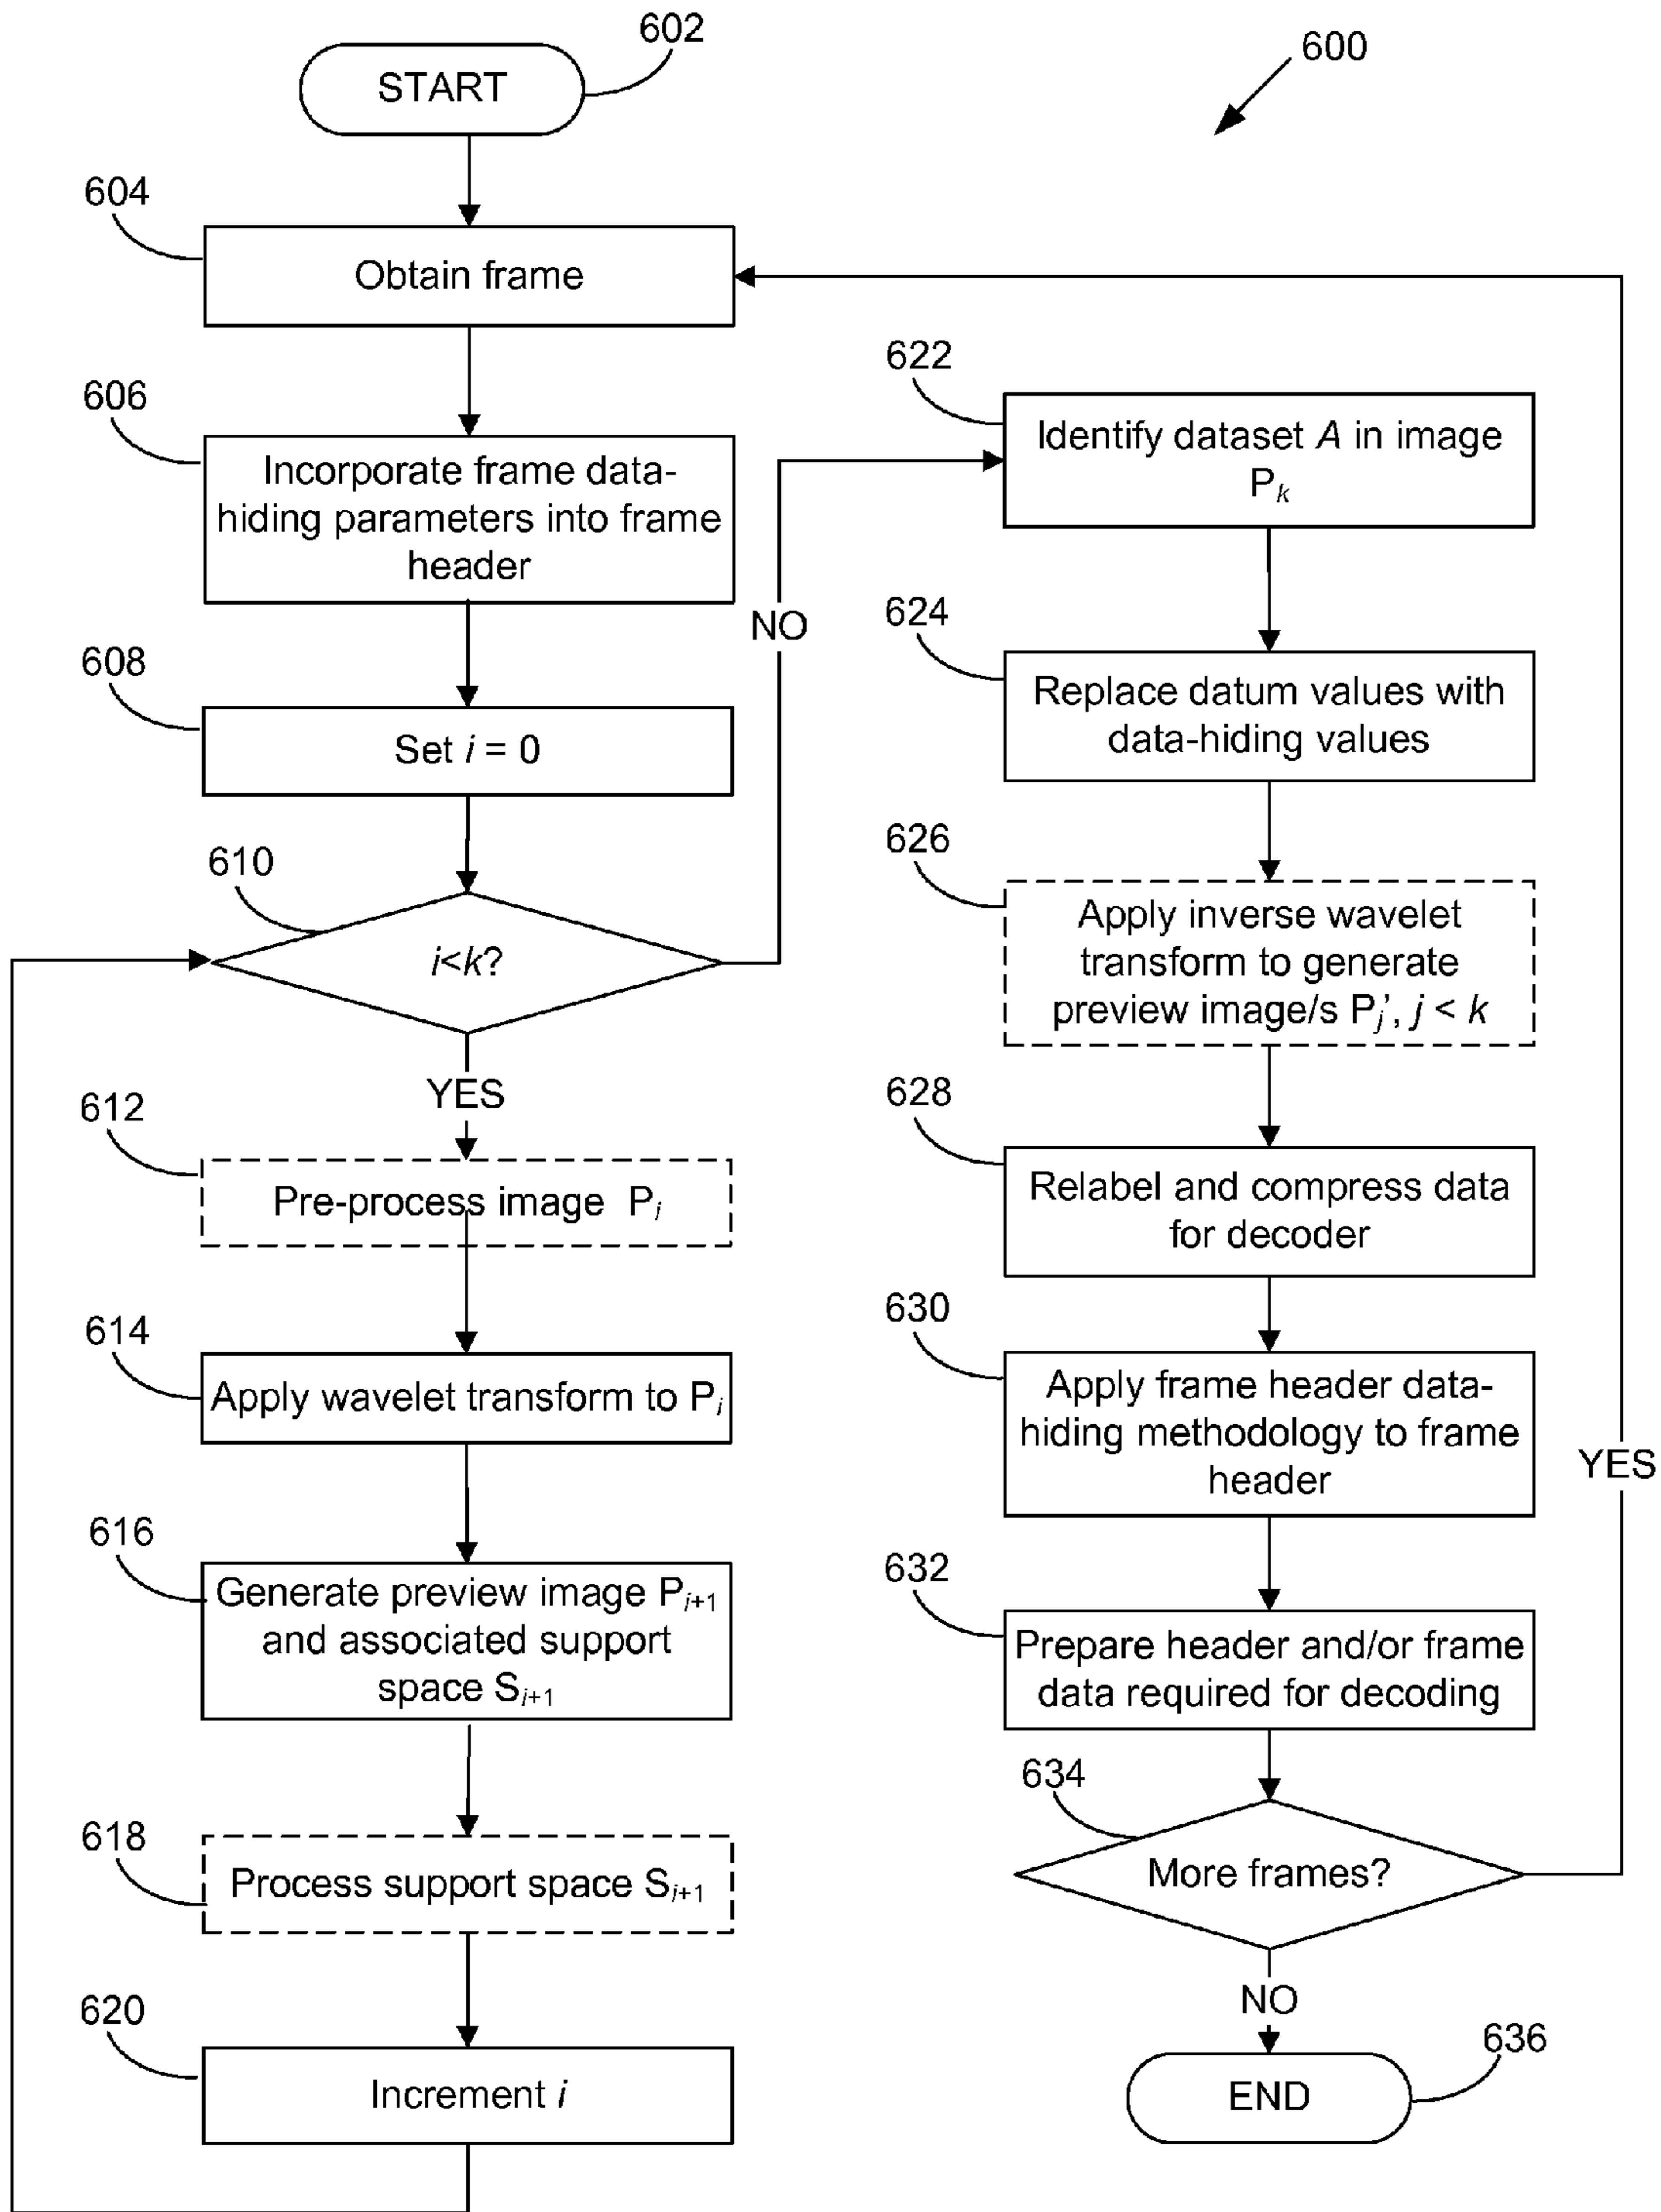 602
START
600
604
Obtain frame
606
Incorporate frame data-
hiding parameters into frame
header
608
Set i = 0
610
i<k?
NO
YES
612
Pre-process image P_i
614
Apply wavelet transform to P_i
616
Generate preview image P_{i+1}
and associated support
space S_{i+1}
618
Process support space S_{i+1}
620
Increment i
622
Identify dataset A in image
P_k
624
Replace datum values with
data-hiding values
626
Apply inverse wavelet
transform to generate
preview image/s P_j', j < k
628
Relabel and compress data
for decoder
630
Apply frame header data-
hiding methodology to frame
header
YES
632
Prepare header and/or frame
data required for decoding
634
More frames?
NO
636
END